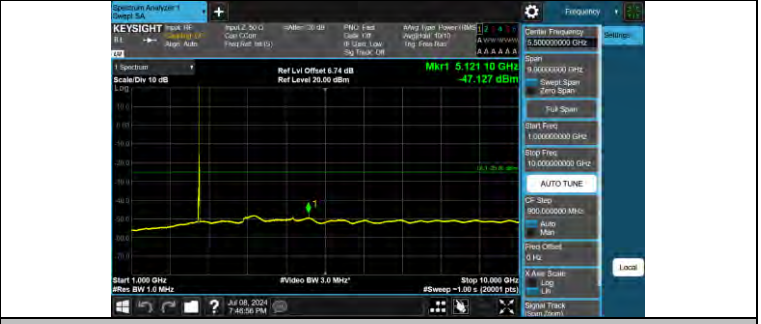 Spectrum Analyzer 1
Swept SA
+
Frequency
KEYSIGHT
Input: RF
Input Z: 50 Ω
#Atten: 30 dB
PNO: Fast
#Avg Type: Power (RMS)
Align: Auto
Gate: Off
Avg|Hold: 10/10
IF Gain: Low
Trig: Free Run
Sig Track: Off
A A A A A A
1 Spectrum
Scale/Div 10 dB
Log
Ref Lvl Offset 6.74 dB
Ref Level 20.00 dBm
Mkr1 5.121 10 GHz
-47.127 dBm
1
Start 1.000 GHz
#Res BW 1.0 MHz
#Video BW 3.0 MHz*
Stop 10.000 GHz
#Sweep ~1.00 s (20001 pts)
Center Frequency
5.500000000 GHz
Settings
Span
9.00000000 GHz
Swept Span
Zero Span
Full Span
Start Freq
1.000000000 GHz
Stop Freq
10.000000000 GHz
AUTO TUNE
CF Step
900.000000 MHz
Auto
Man
Freq Offset
0 Hz
X Axis Scale
Log
Lin
Signal Track
(Span Zoom)
Local
?
Jul 08, 2024
7:46:56 PM